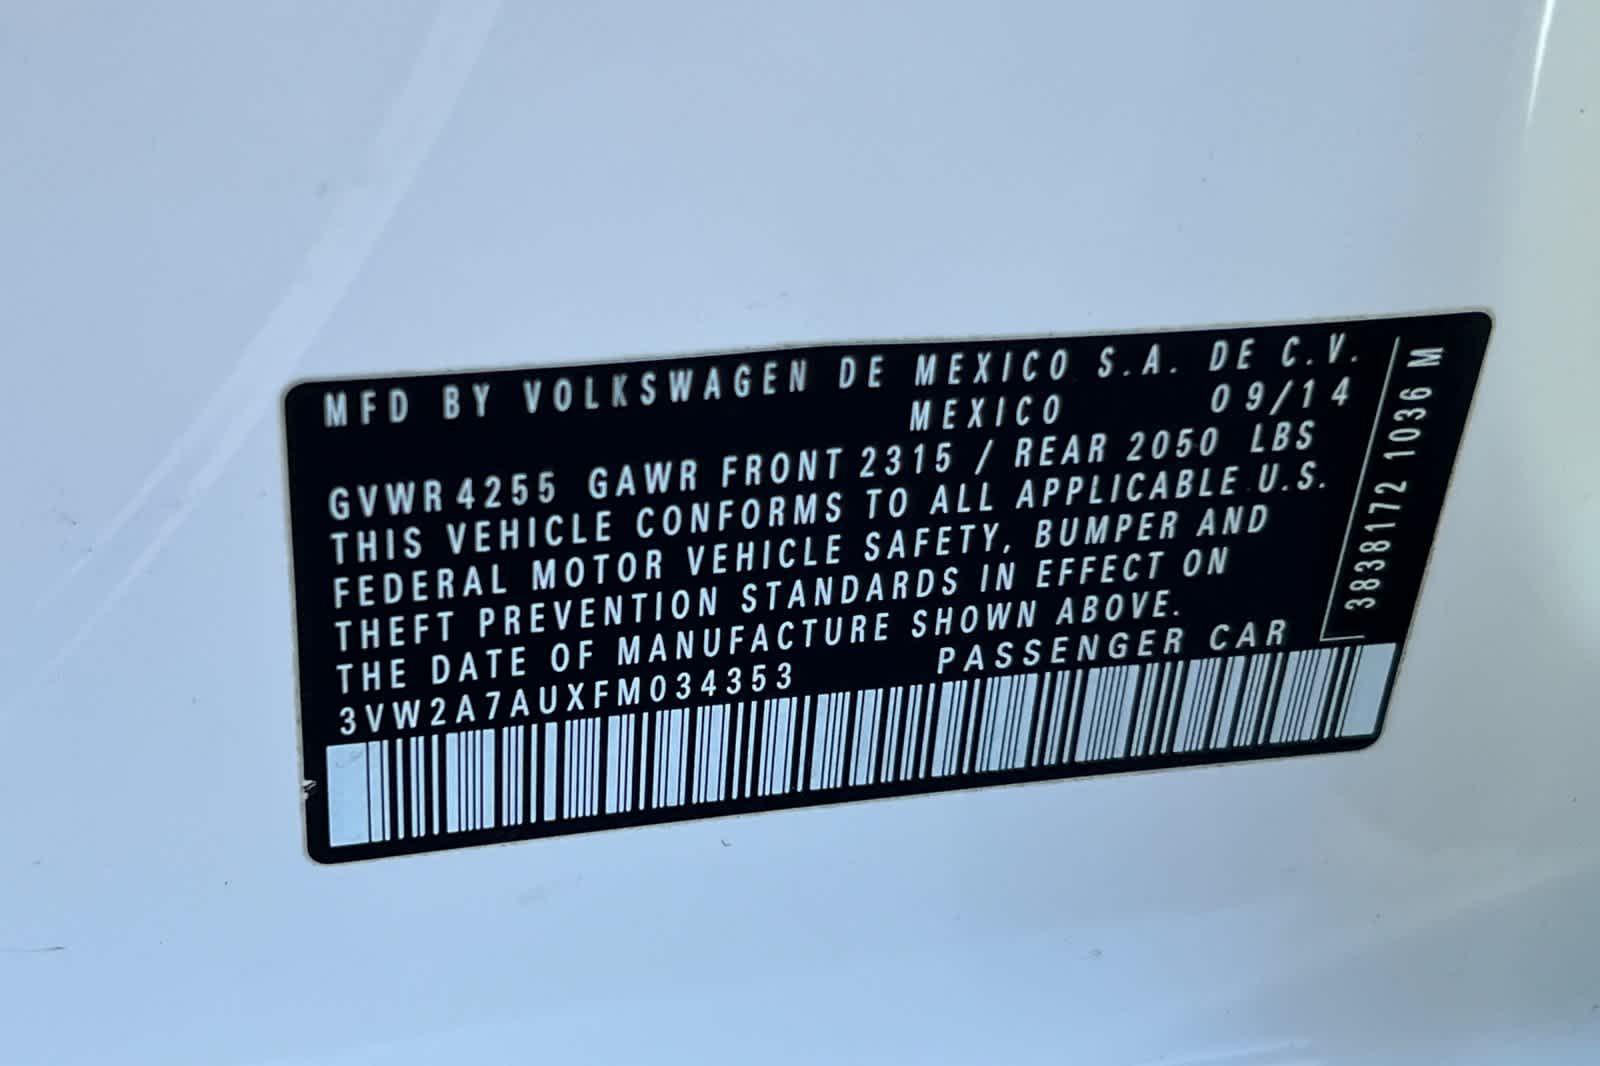 MFD BY VOLKSWAGEN DE MEXICO S.A. DE C.V.
MEXICO 09/14
GVWR 4255 GAWR FRONT 2315 / REAR 2050 LBS
THIS VEHICLE CONFORMS TO ALL APPLICABLE U.S.
FEDERAL MOTOR VEHICLE SAFETY, BUMPER AND
THEFT PREVENTION STANDARDS IN EFFECT ON
THE DATE OF MANUFACTURE SHOWN ABOVE.
3VW2A7AUXFM034353 PASSENGER CAR
3838172 1036 M